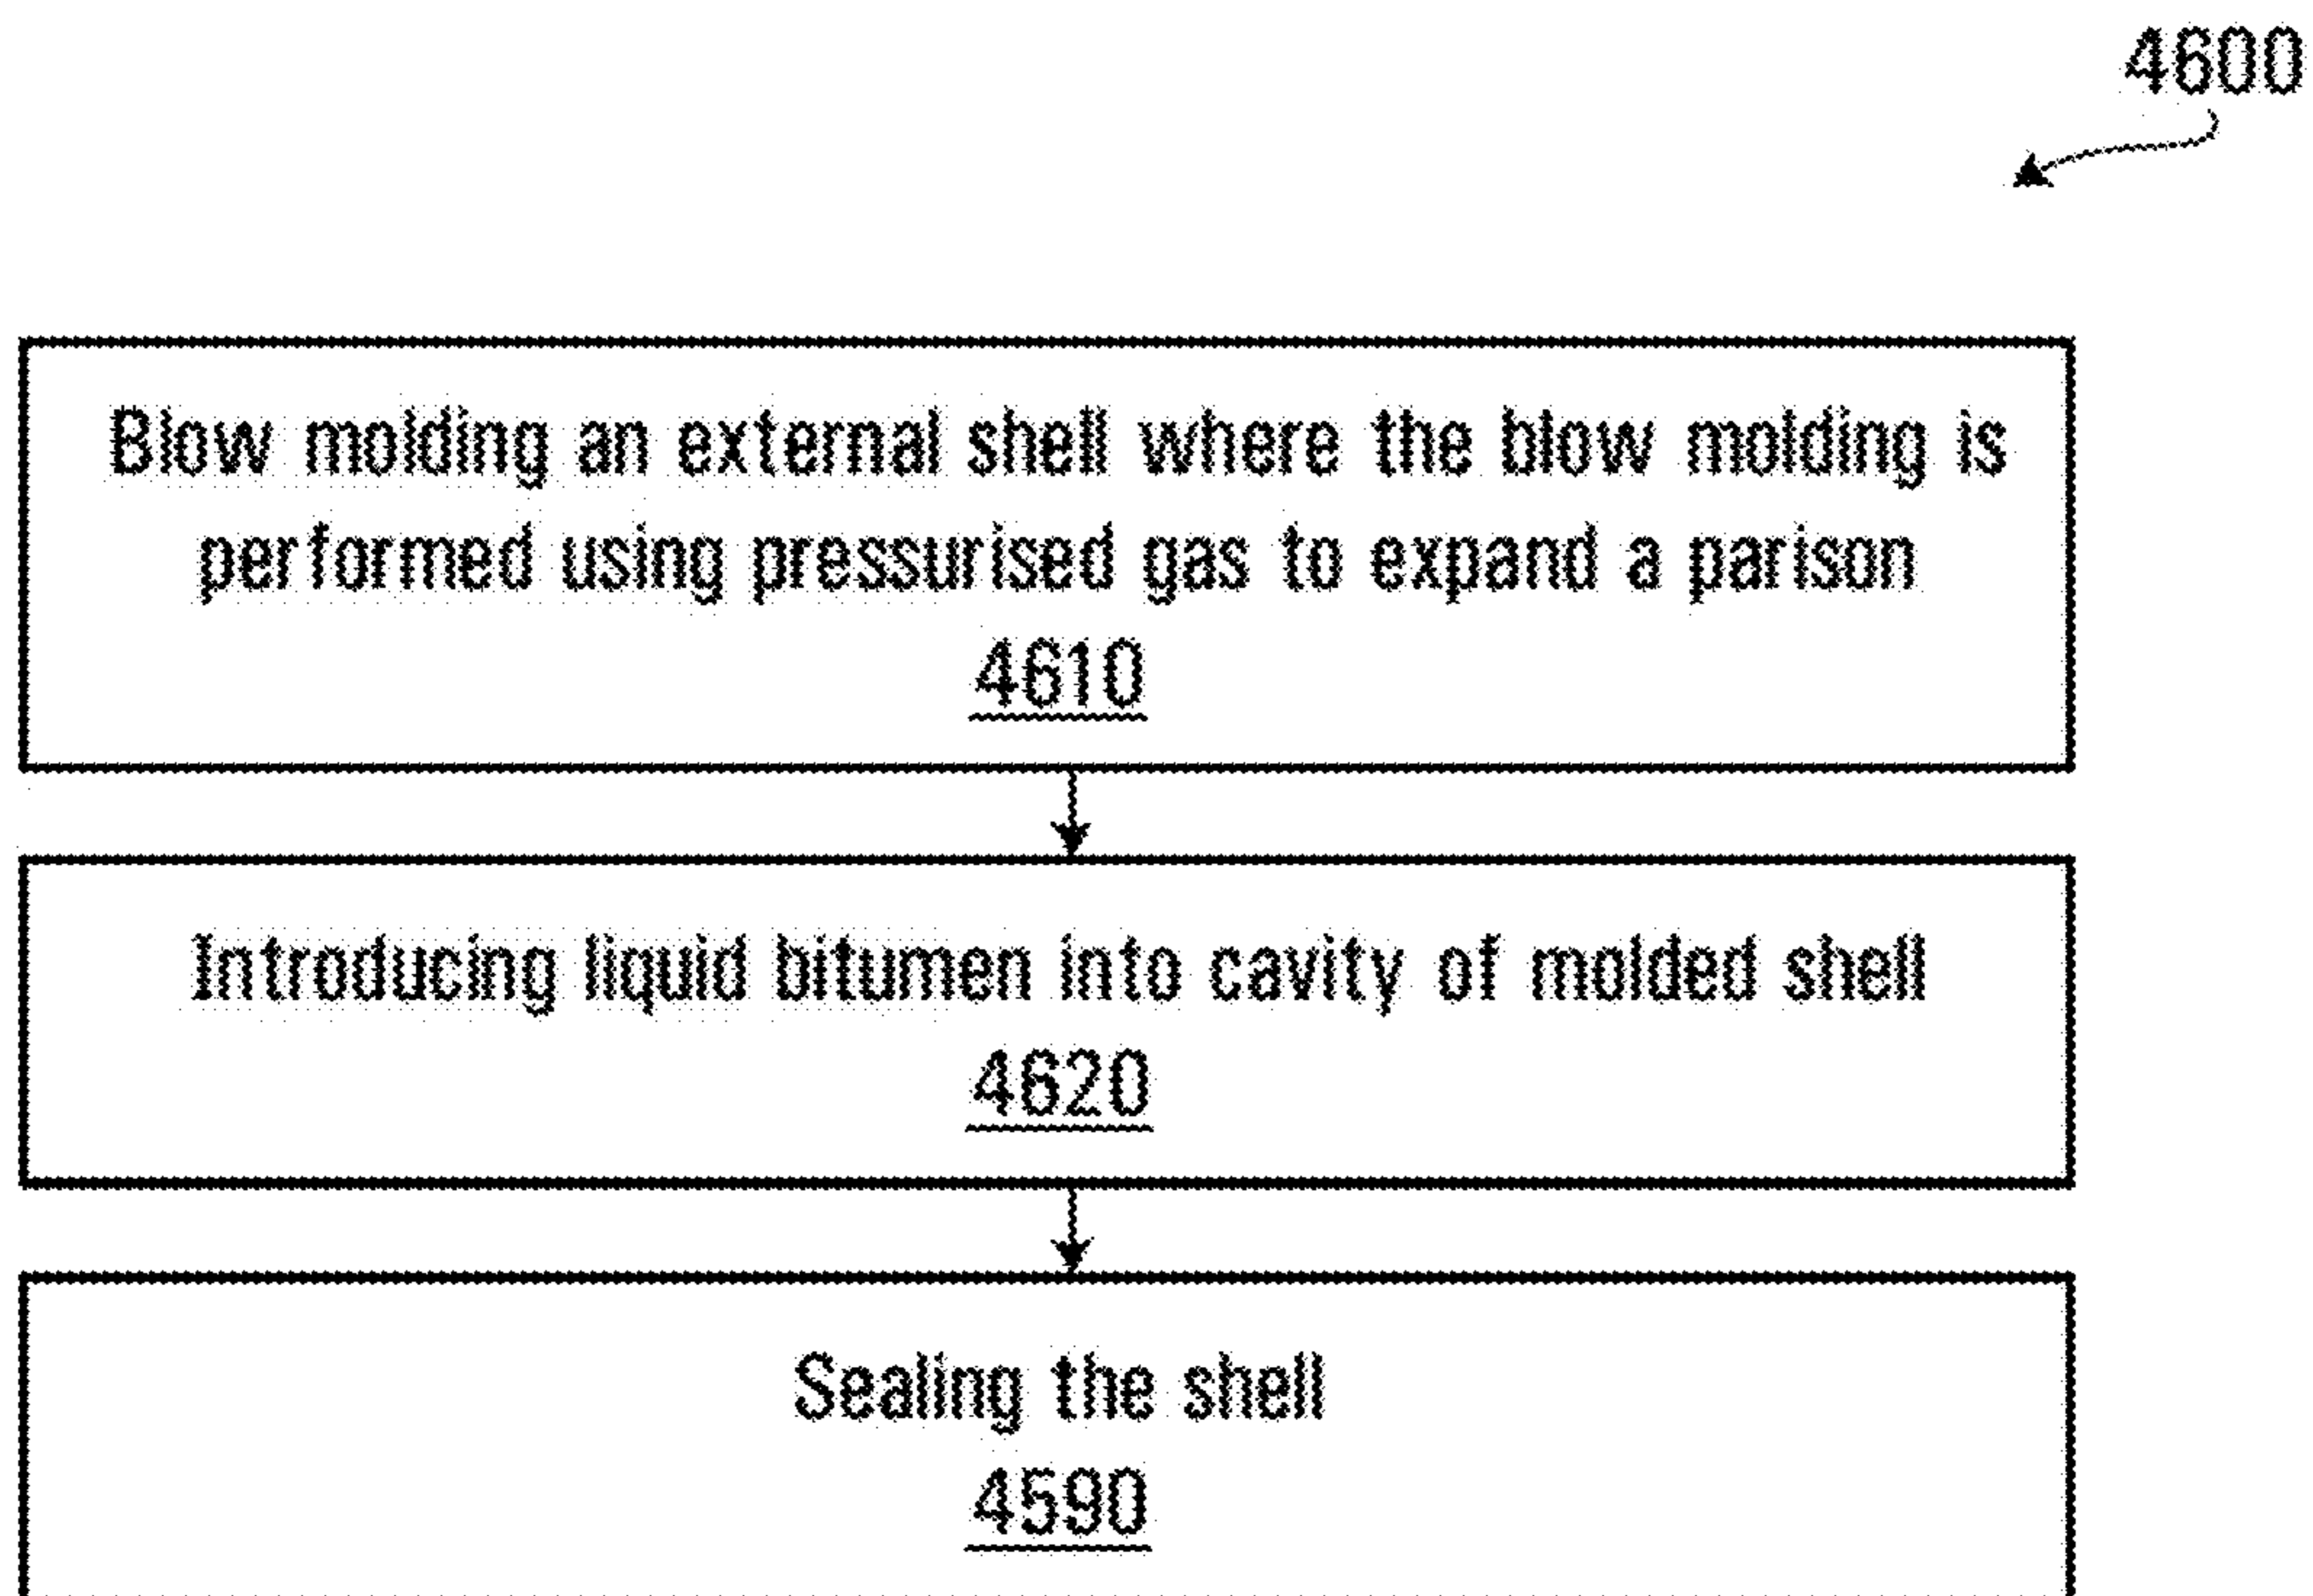 4600
Blow molding an external shell where the blow molding is
performed using pressurised gas to expand a parison
4610
Introducing liquid bitumen into cavity of molded shell
4620
Sealing the shell
4590